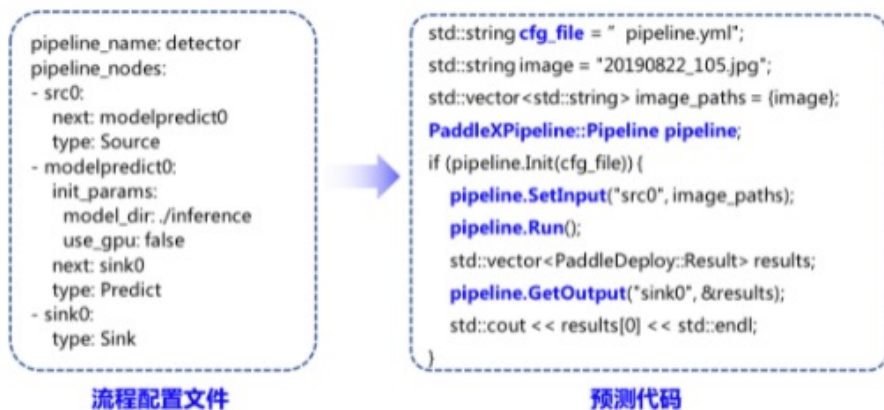 pipeline_name: detector
pipeline_nodes:
- src0:
    next: modelpredict0
    type: Source
- modelpredict0:
    init_params:
      model_dir: ./inference
      use_gpu: false
    next: sink0
    type: Predict
- sink0:
    type: Sink
流程配置文件
std::string cfg_file = "  pipeline.yml";
std::string image = "20190822_105.jpg";
std::vector<std::string> image_paths = {image};
PaddleXPipeline::Pipeline pipeline;
if (pipeline.Init(cfg_file)) {
    pipeline.SetInput("src0", image_paths);
    pipeline.Run();
    std::vector<PaddleDeploy::Result> results;
    pipeline.GetOutput("sink0", &results);
    std::cout << results[0] << std::endl;
}
预测代码